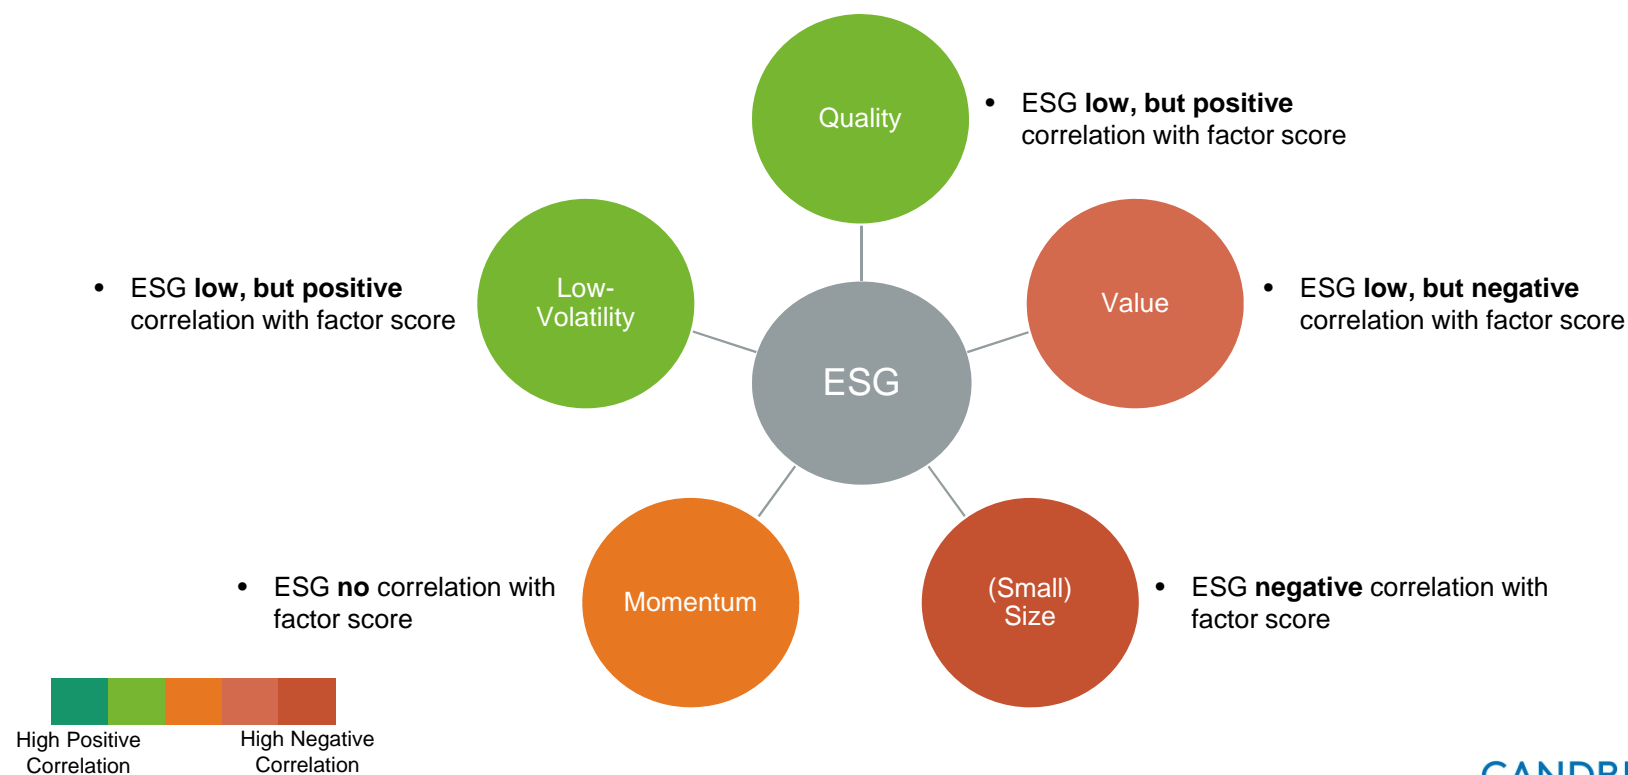 Quality
• ESG low, but positive
correlation with factor score
Low-
Volatility
• ESG low, but positive
correlation with factor score
Value
• ESG low, but negative
correlation with factor score
ESG
Momentum
• ESG no correlation with
factor score
(Small)
Size
• ESG negative correlation with
factor score
High Positive
Correlation
High Negative
Correlation